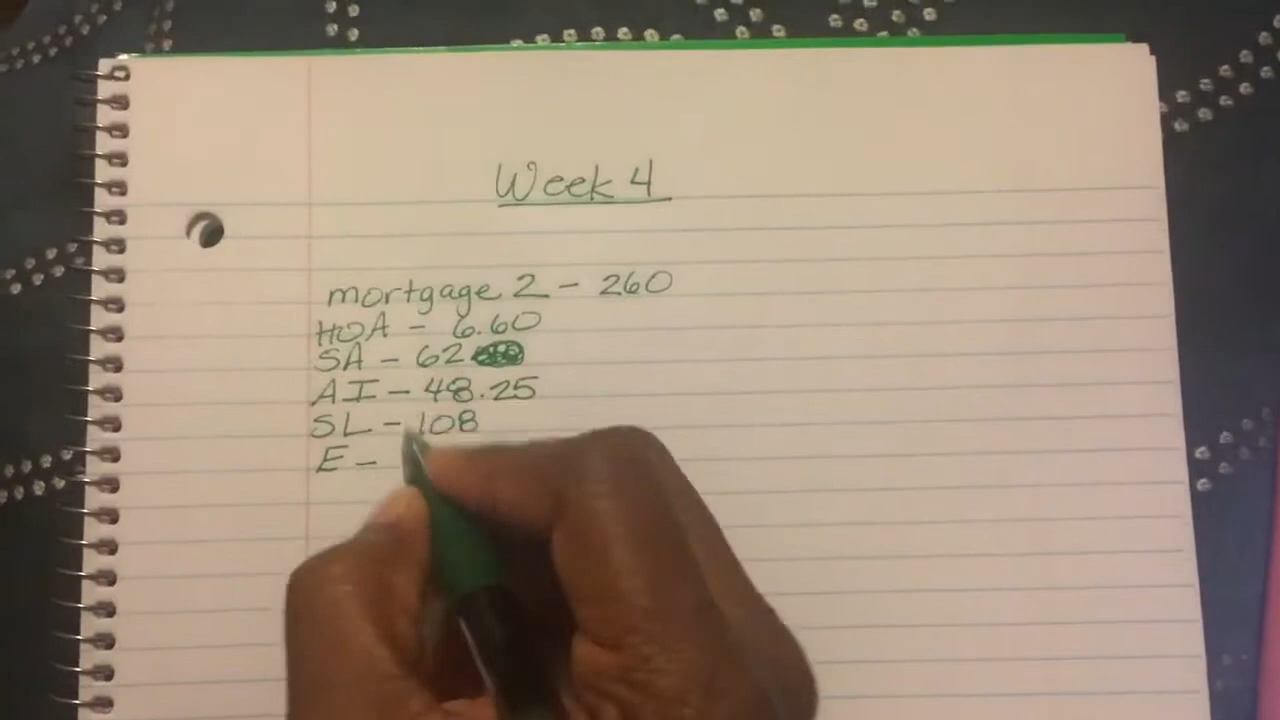 Week 4
mortgage 2 - 260
HOA - 6.60
SA - 62
AI - 48.25
SL - 108
E -